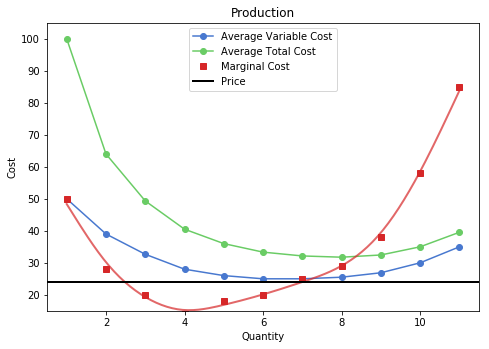 Production
Average Variable Cost
Average Total Cost
Marginal Cost
Price
Cost
100
90
80
70
60
50
40
30
20
2 4 6 8 10
Quantity